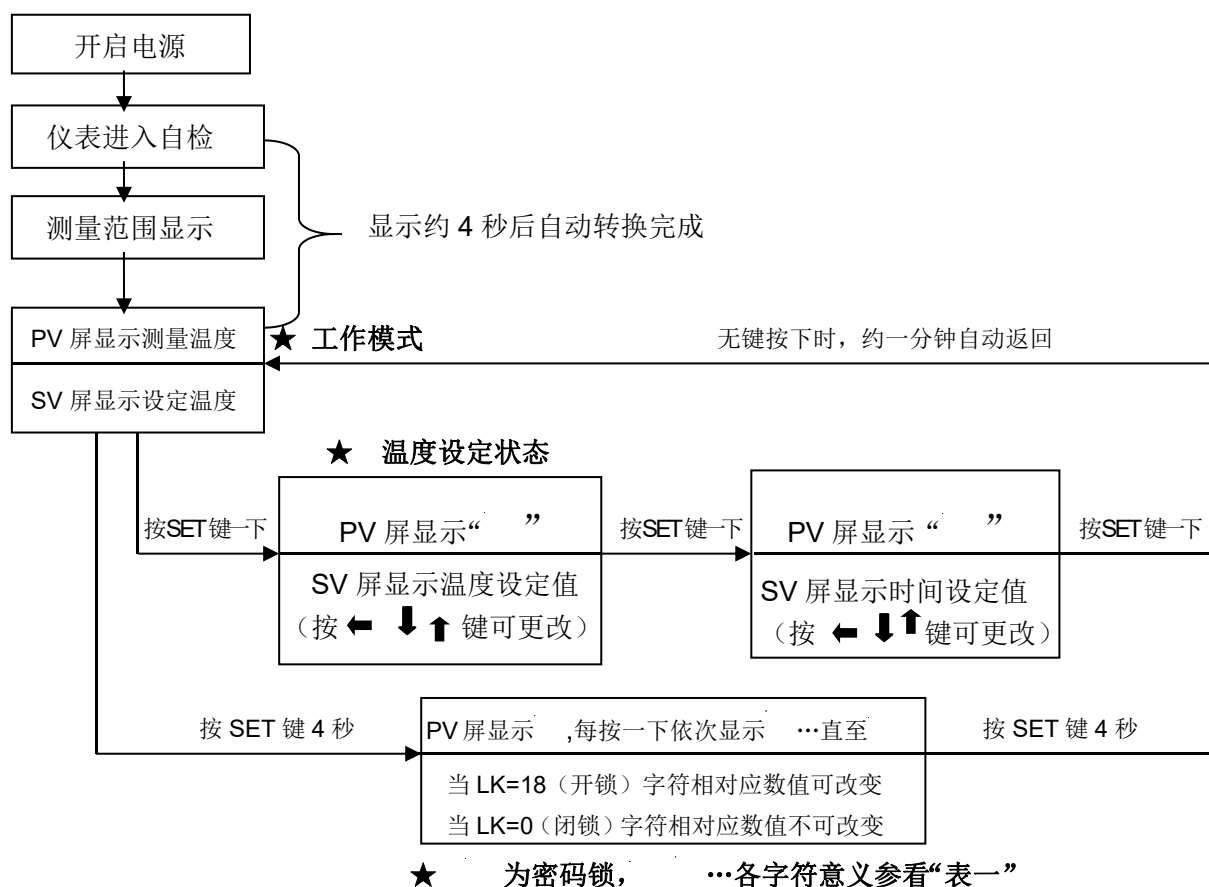 开启电源
仪表进入自检
测量范围显示
显示约 4 秒后自动转换完成
PV 屏显示测量温度
★ 工作模式
无键按下时，约一分钟自动返回
SV 屏显示设定温度
★ 温度设定状态
按SET键一下
PV 屏显示“ ”
按SET键一下
PV 屏显示 “ ”
按SET键一下
SV 屏显示温度设定值
（按 ⬅ ⬇ ⬆ 键可更改）
SV 屏显示时间设定值
（按 ⬅ ⬇ ⬆ 键可更改）
按 SET 键 4 秒
PV 屏显示 ,每按一下依次显示 …直至
按 SET 键 4 秒
当 LK=18（开锁）字符相对应数值可改变
当 LK=0（闭锁）字符相对应数值不可改变
★ 为密码锁， …各字符意义参看“表一”